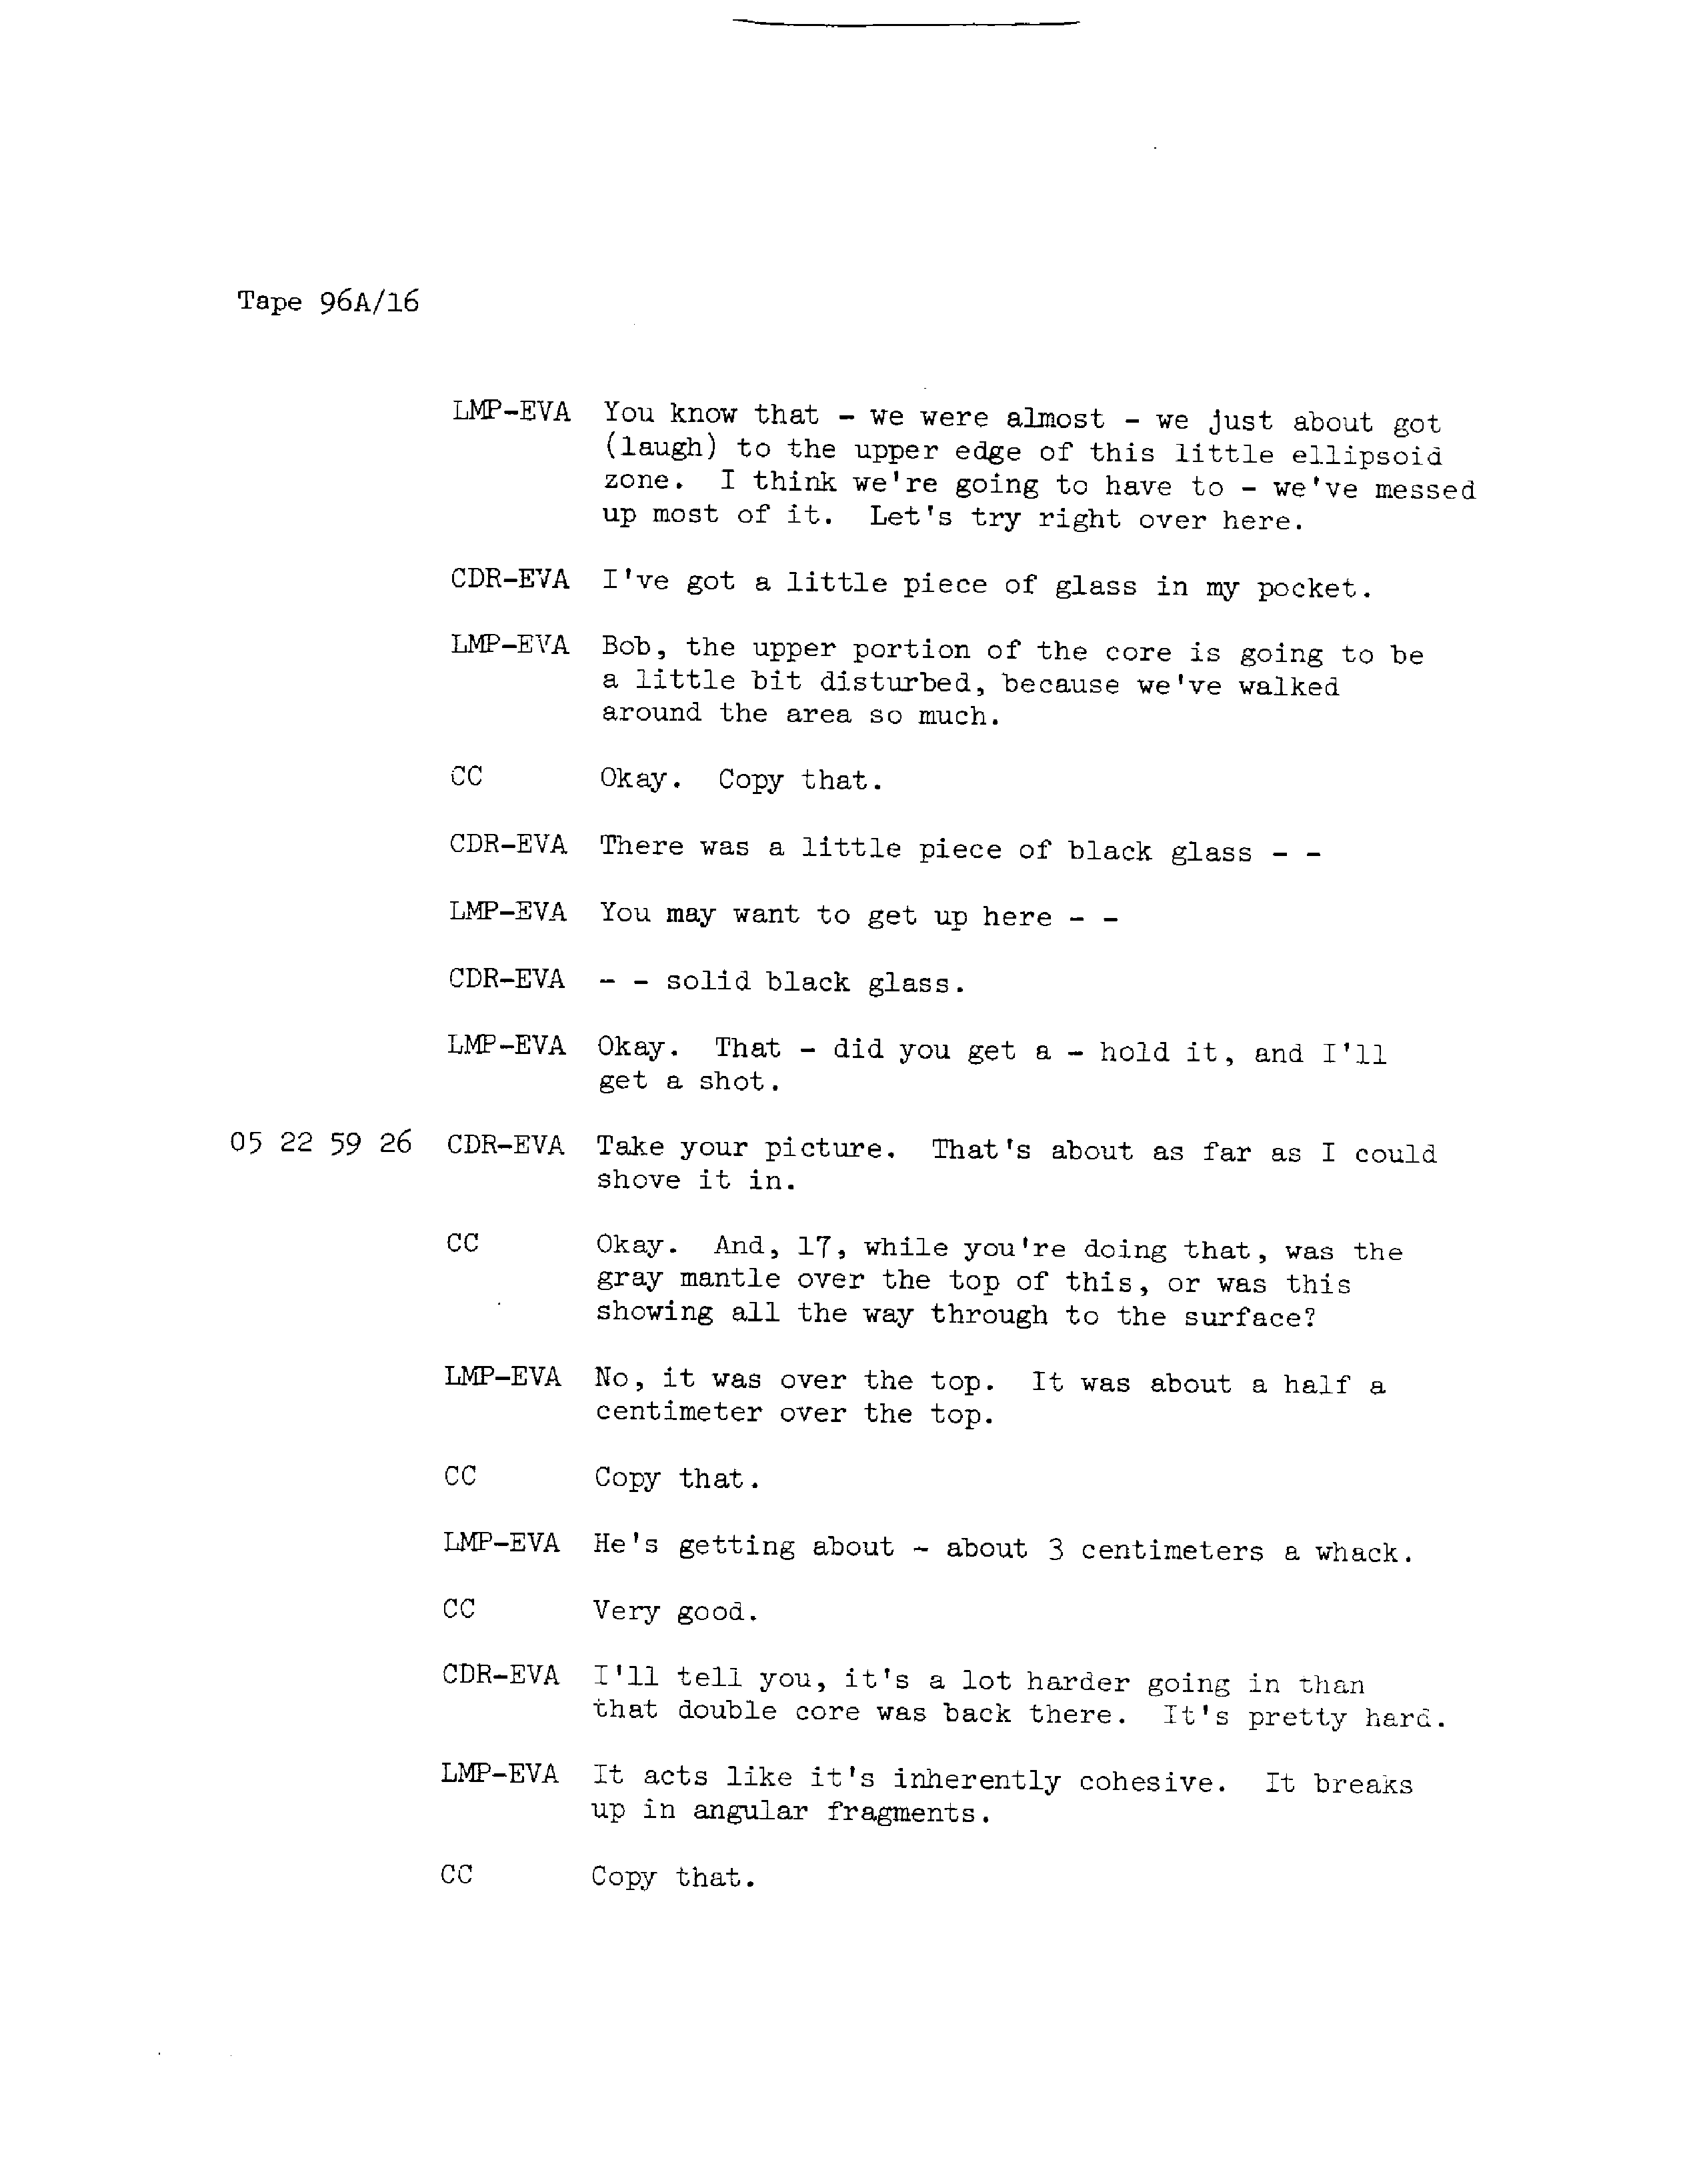 Tape 96A/16
LMP-EVA You know that - we were almost - we just about got
(laugh) to the upper edge of this little ellipsoid
zone. I think we're going to have to - we've messed
up most of it. Let's try right over here.
CDR-EVA I've got a little piece of glass in my pocket.
LMP-EVA Bob, the upper portion of the core is going to be
a little bit disturbed, because we've walked
around the area so much.
CC Okay. Copy that.
CDR-EVA There was a little piece of black glass - -
LMP-EVA You may want to get up here - -
CDR-EVA - - solid black glass.
LMP-EVA Okay. That - did you get a - hold it, and I'll
get a shot.
05 22 59 26 CDR-EVA Take your picture. That's about as far as I could
shove it in.
CC Okay. And, 17, while you're doing that, was the
gray mantle over the top of this, or was this
showing all the way through to the surface?
LMP-EVA No, it was over the top. It was about a half a
centimeter over the top.
CC Copy that.
LMP-EVA He's getting about - about 3 centimeters a whack.
CC Very good.
CDR-EVA I'll tell you, it's a lot harder going in than
that double core was back there. It's pretty hard.
LMP-EVA It acts like it's inherently cohesive. It breaks
up in angular fragments.
CC Copy that.